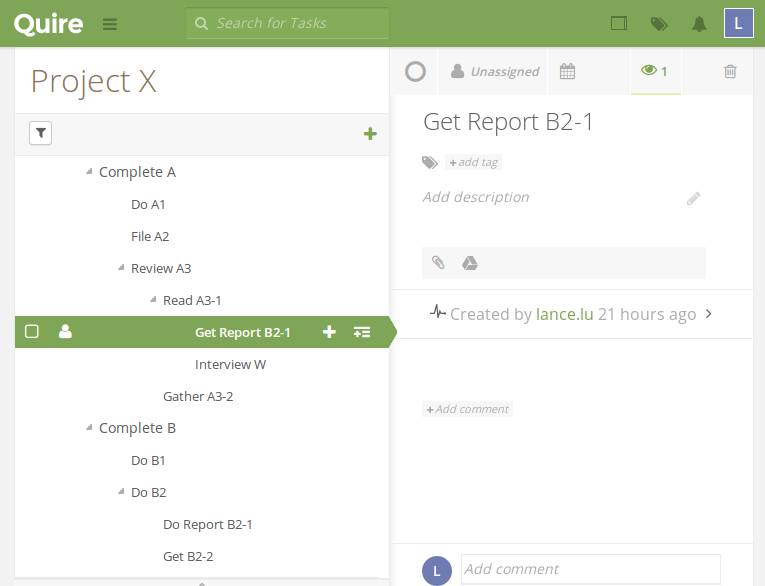 Quire
Search for Tasks
L
Project X
Complete A
Do A1
File A2
Review A3
Read A3-1
Get Report B2-1
Interview W
Gather A3-2
Complete B
Do B1
Do B2
Do Report B2-1
Get B2-2
Unassigned
1
Get Report B2-1
+ add tag
Add description
Created by lance.lu 21 hours ago
+ Add comment
L
Add comment